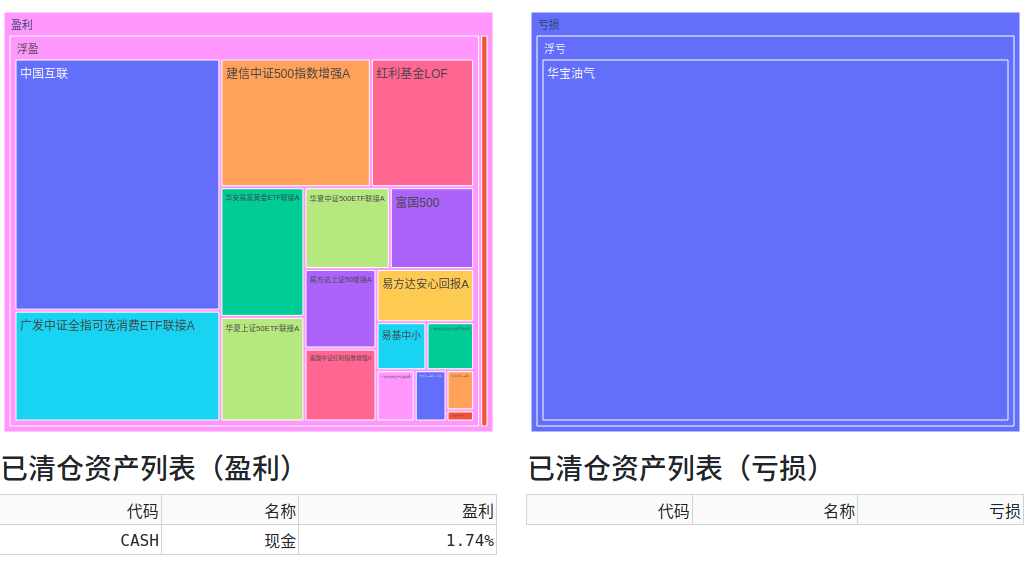 盈利
浮盈
中国互联
建信中证500指数增强A
红利基金LOF
华安易富黄金ETF联接A
华夏中证500ETF联接A
富国500
易方达上证50增强A
易方达安心回报A
广发中证全指可选消费ETF联接A
华夏上证50ETF联接A
易基中小
富国中证红利指数增强A
亏损
浮亏
华宝油气
已清仓资产列表（盈利）
代码 名称 盈利
CASH 现金 1.74%
已清仓资产列表（亏损）
代码 名称 亏损